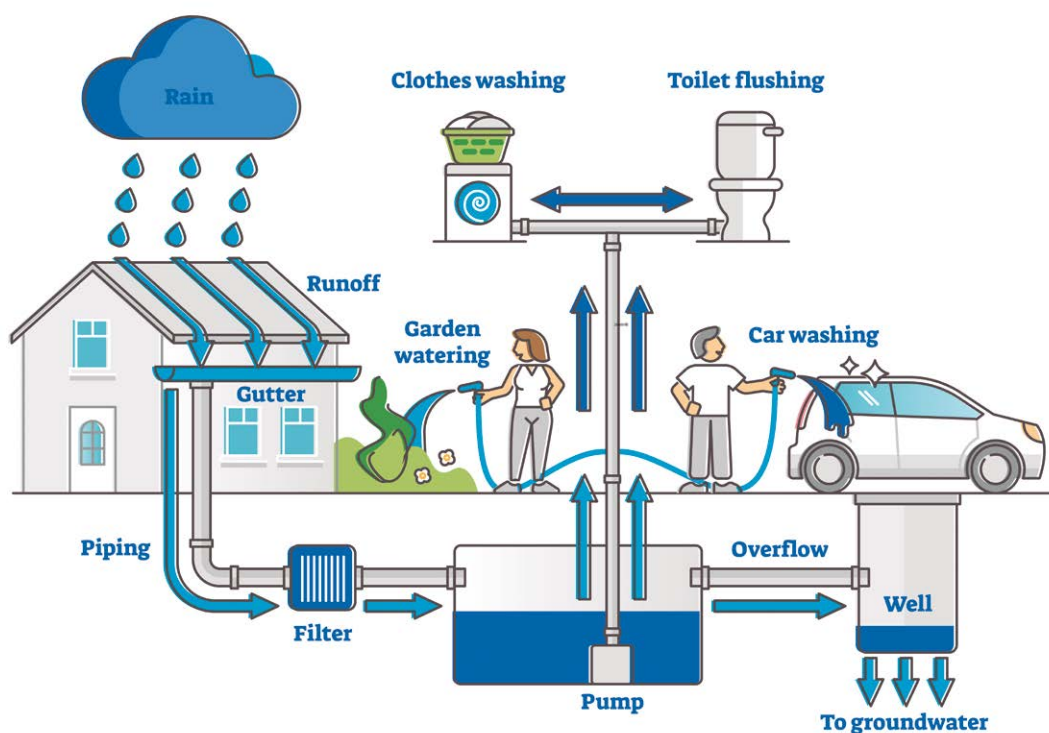 Rain
Clothes washing
Toilet flushing
Runoff
Garden
watering
Car washing
Gutter
Piping
Filter
Overflow
Well
Pump
To groundwater